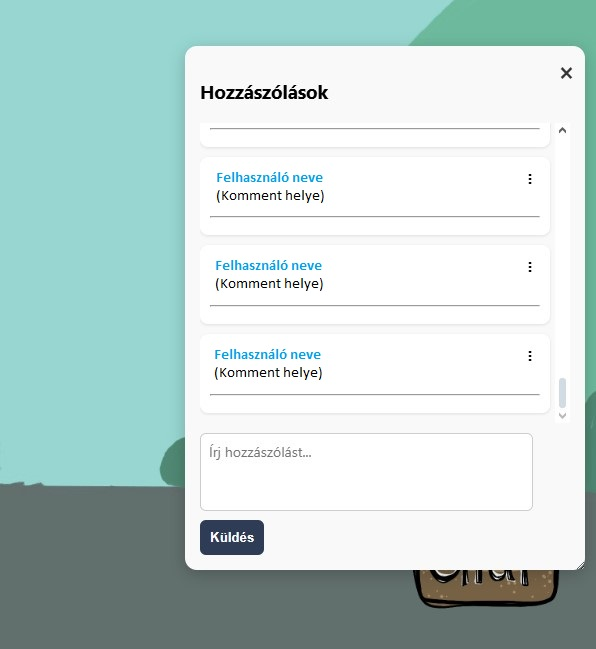 ×
Hozzászólások
Felhasználó neve
(Komment helye)
Felhasználó neve
(Komment helye)
Felhasználó neve
(Komment helye)
Írj hozzászólást...
Küldés